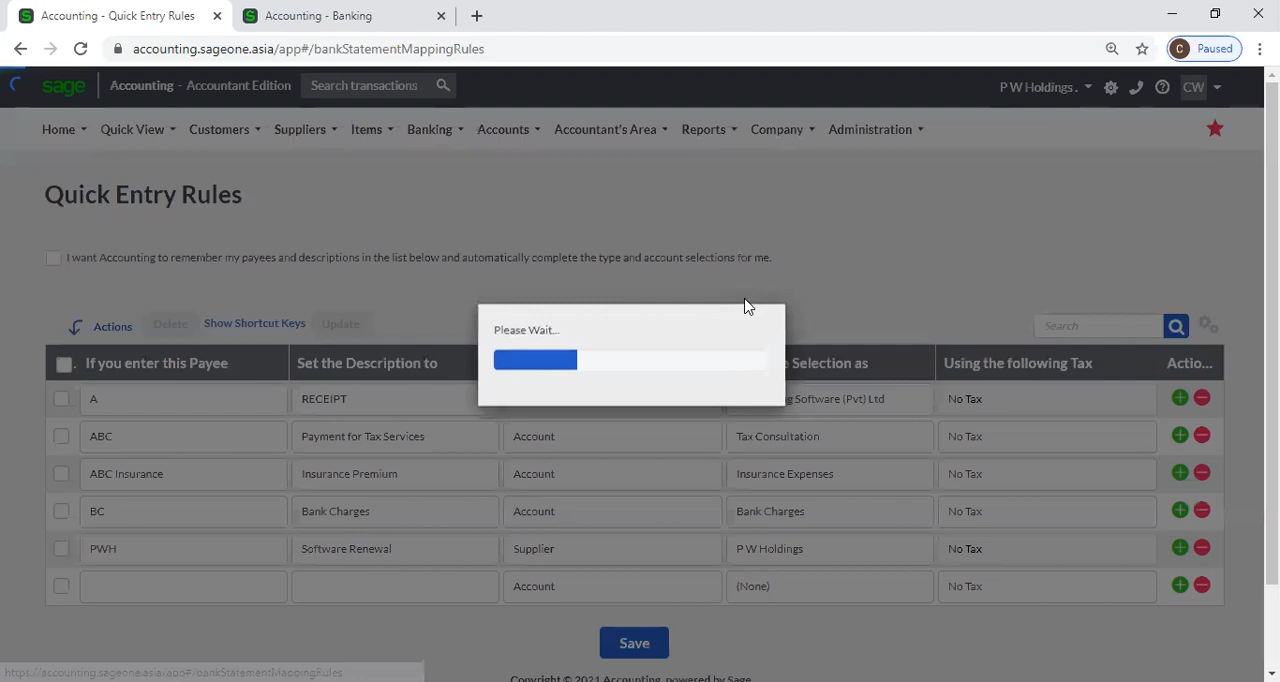 Accounting - Quick Entry Rules
Accounting - Banking
accounting.sageone.asia/app#/bankStatementMappingRules
C Paused
sage Accounting - Accountant Edition Search transactions P W Holdings . CW
Home Quick View Customers Suppliers Items Banking Accounts Accountant's Area Reports Company Administration
Quick Entry Rules
I want Accounting to remember my payees and descriptions in the list below and automatically complete the type and account selections for me.
Actions Delete Show Shortcut Keys Update Search
Please Wait...
If you enter this Payee Set the Description to Selection as Using the following Tax Actio...
A RECEIPT Software (Pvt) Ltd No Tax
ABC Payment for Tax Services Account Tax Consultation No Tax
ABC Insurance Insurance Premium Account Insurance Expenses No Tax
BC Bank Charges Account Bank Charges No Tax
PWH Software Renewal Supplier P W Holdings No Tax
Account (None) No Tax
Save
https://accounting.sageone.asia/app#/bankStatementMappingRules
Copyright © 2021 Accounting, powered by Sage